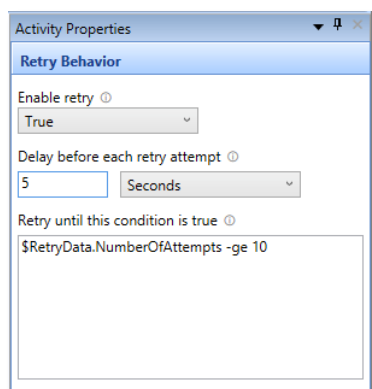 Activity Properties
Retry Behavior
Enable retry
True
Delay before each retry attempt
5 Seconds
Retry until this condition is true
$RetryData.NumberOfAttempts -ge 10